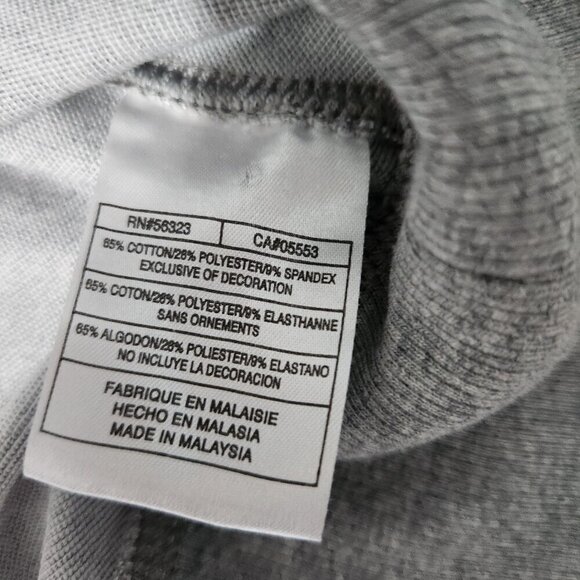 RN#56323 CA#05553
65% COTTON/26% POLYESTER/9% SPANDEX
EXCLUSIVE OF DECORATION
65% COTON/26% POLYESTER/9% ELASTHANNE
SANS ORNEMENTS
65% ALGODON/26% POLIESTER/9% ELASTANO
NO INCLUYE LA DECORACION
FABRIQUE EN MALAISIE
HECHO EN MALASIA
MADE IN MALAYSIA